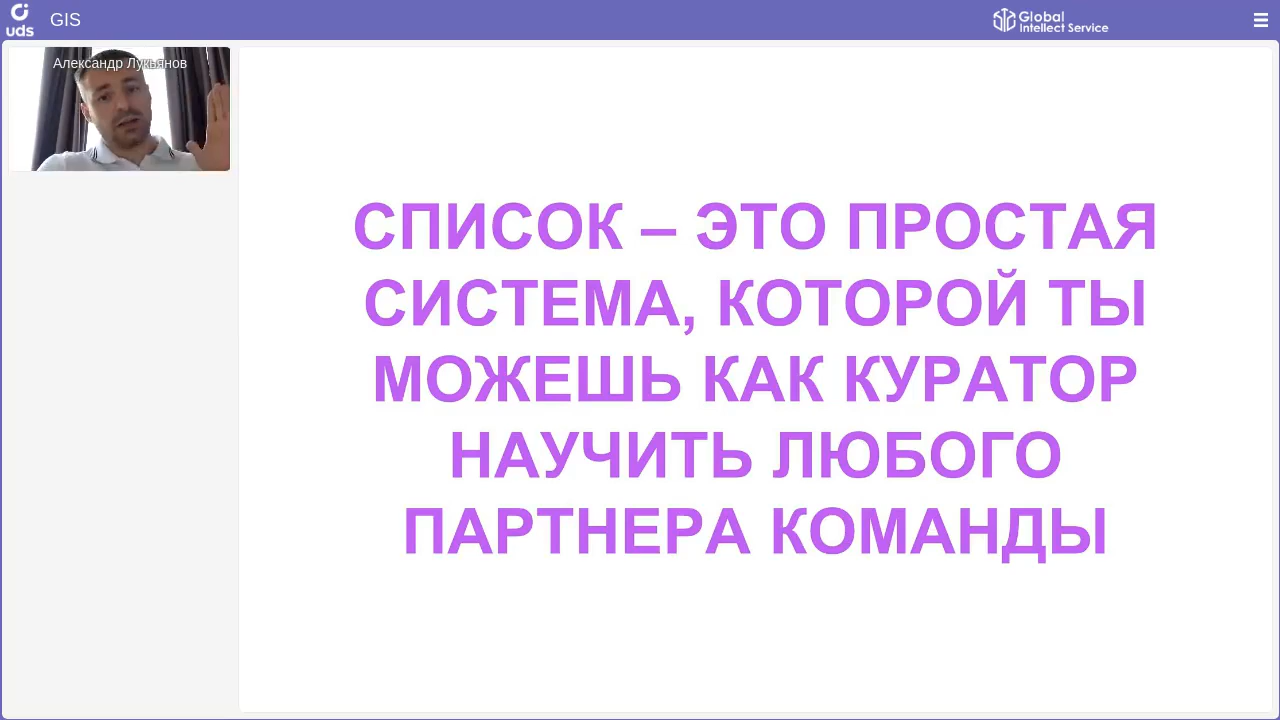 uds
GIS
Global
Intellect Service
Александр Лукьянов
СПИСОК – ЭТО ПРОСТАЯ
СИСТЕМА, КОТОРОЙ ТЫ
МОЖЕШЬ КАК КУРАТОР
НАУЧИТЬ ЛЮБОГО
ПАРТНЕРА КОМАНДЫ